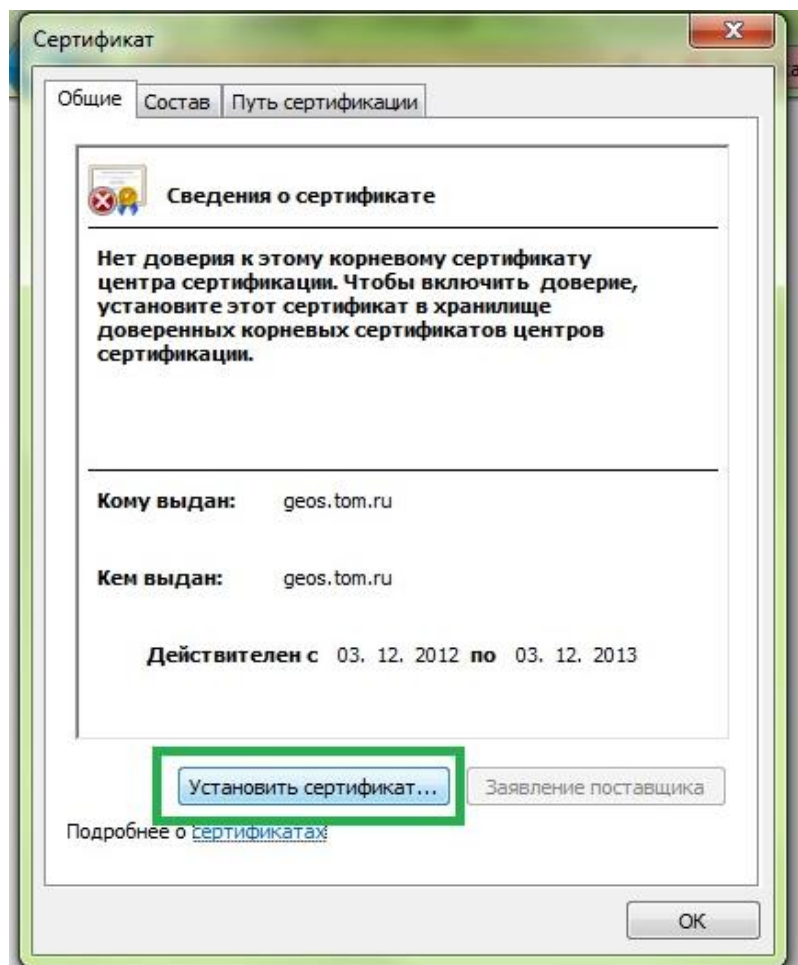 Сертификат
Общие Состав Путь сертификации
Сведения о сертификате
Нет доверия к этому корневому сертификату
центра сертификации. Чтобы включить доверие,
установите этот сертификат в хранилище
доверенных корневых сертификатов центров
сертификации.
Кому выдан: geos.tom.ru
Кем выдан: geos.tom.ru
Действителен с 03. 12. 2012 по 03. 12. 2013
Установить сертификат... Заявление поставщика
Подробнее о сертификатах
ОК